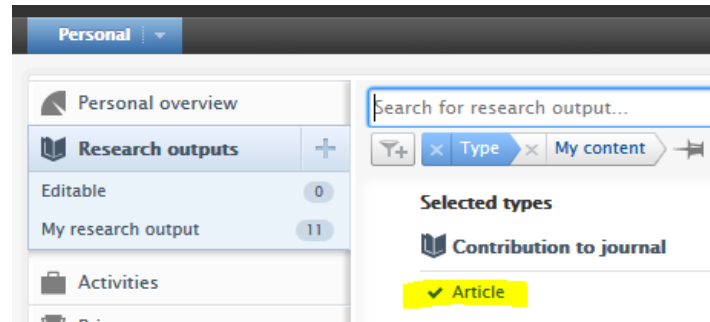 Personal
Personal overview
Research outputs
Editable 0
My research output 11
Activities
Search for research output...
Type My content
Selected types
Contribution to journal
Article